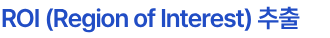 ROI (Region of Interest) 추출